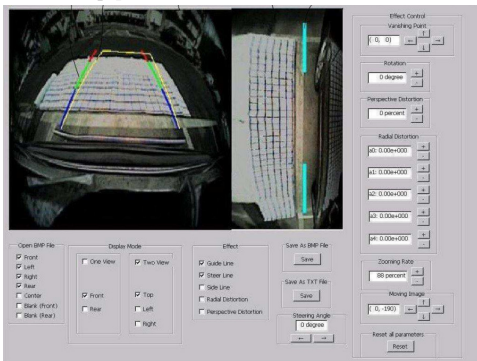 Effect Control
Vanishing Point
( 0, 0)
Rotation
0 degree
Perspective Distortion
0 percent
Radial Distortion
a0: 0.00e+000
a1: 0.00e+000
a2: 0.00e+000
a3: 0.00e+000
a4: 0.00e+000
Zooming Rate
88 percent
Moving Image
( 0, -190)
Reset all parameters
Reset
Open BMP File
Front
Left
Right
Rear
Center
Blank (Front)
Blank (Rear)
Display Mode
One View
Front
Rear
Two View
Top
Left
Right
Effect
Guide Line
Steer Line
Side Line
Radial Distortion
Perspective Distortion
Save As BMP File
Save
Save As TXT File
Save
Steering Angle
0 degree